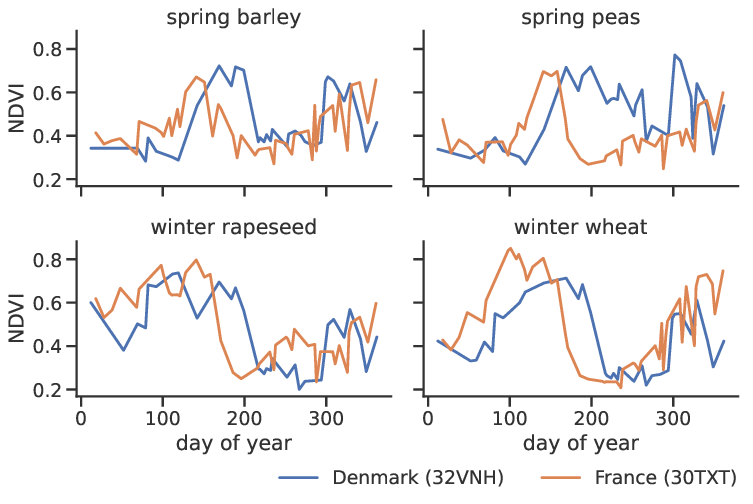 spring barley
spring peas
NDVI
0.8
0.6
0.4
0.2
winter rapeseed
winter wheat
NDVI
0.8
0.6
0.4
0.2
0 100 200 300
0 100 200 300
day of year
day of year
Denmark (32VNH) France (30TXT)